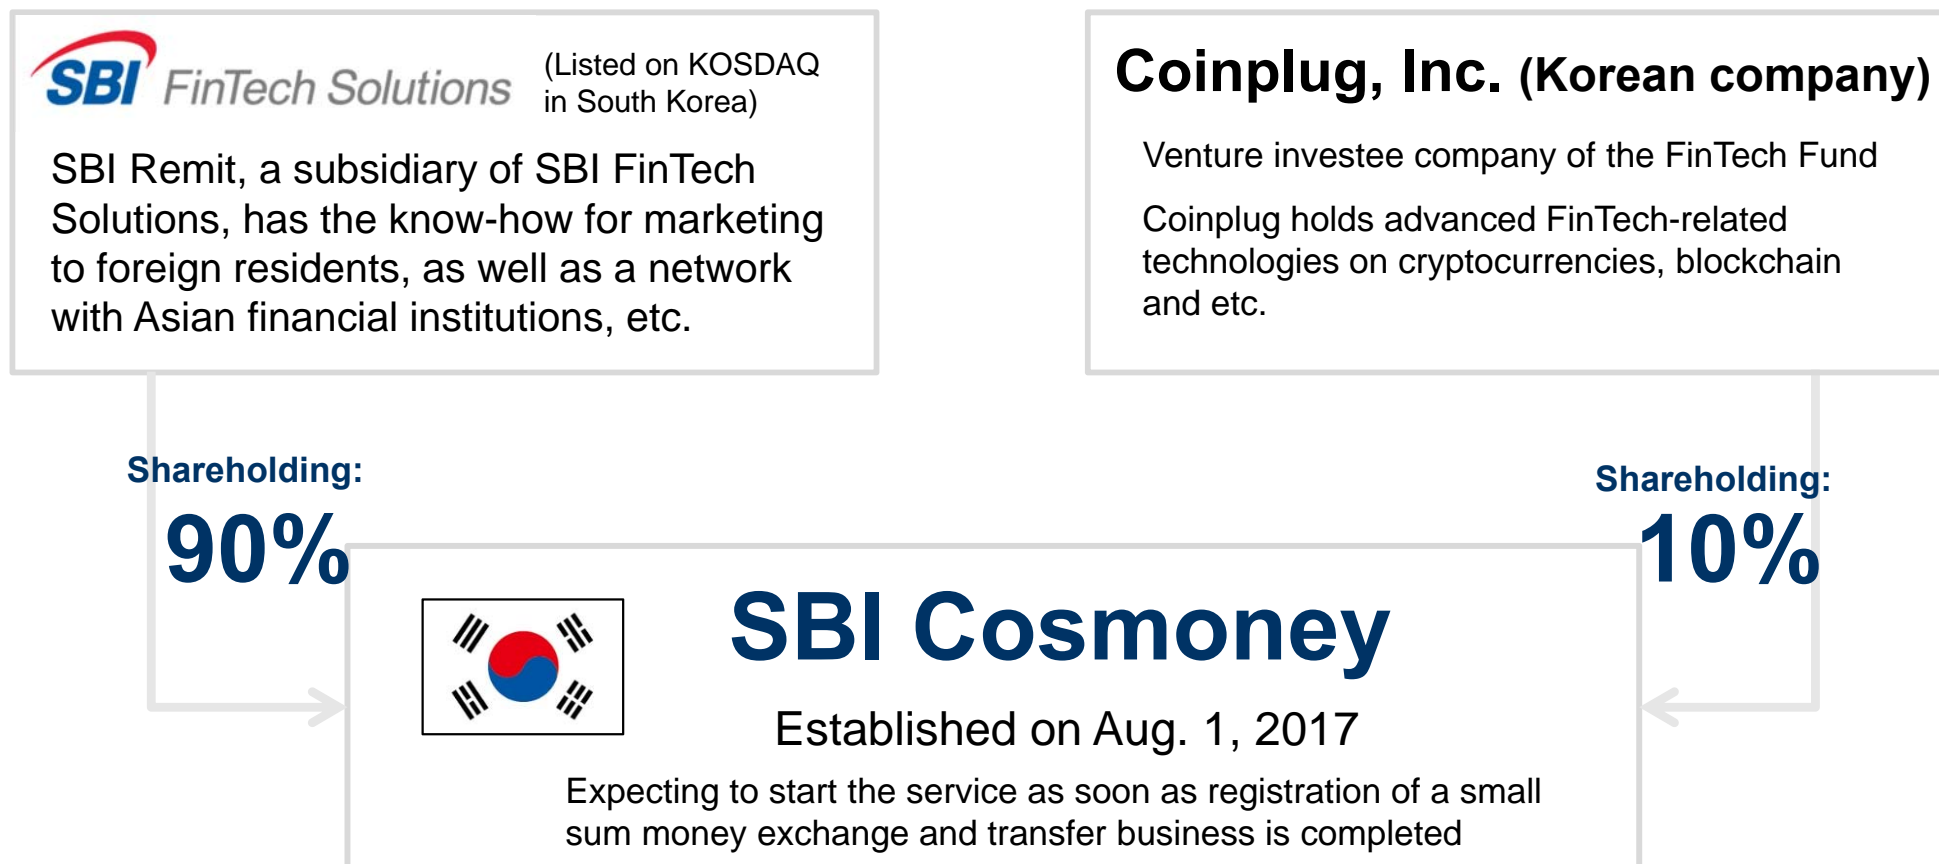 SBI FinTech Solutions
(Listed on KOSDAQ
in South Korea)
SBI Remit, a subsidiary of SBI FinTech
Solutions, has the know-how for marketing
to foreign residents, as well as a network
with Asian financial institutions, etc.
Coinplug, Inc. (Korean company)
Venture investee company of the FinTech Fund
Coinplug holds advanced FinTech-related
technologies on cryptocurrencies, blockchain
and etc.
Shareholding:
90%
Shareholding:
10%
SBI Cosmoney
Established on Aug. 1, 2017
Expecting to start the service as soon as registration of a small
sum money exchange and transfer business is completed